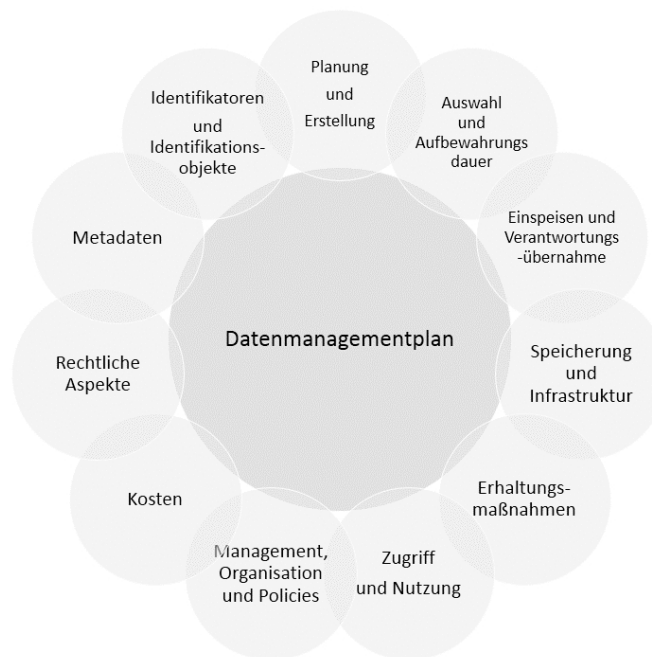 Planung
und
Erstellung
Auswahl
und
Aufbewahrungs
dauer
Einspeisen und
Verantwortungs
-übernahme
Speicherung
und
Infrastruktur
Erhaltungs-
maßnahmen
Zugriff
und Nutzung
Management,
Organisation
und Policies
Kosten
Rechtliche
Aspekte
Metadaten
Identifikatoren
und
Identifikations-
objekte
Datenmanagementplan